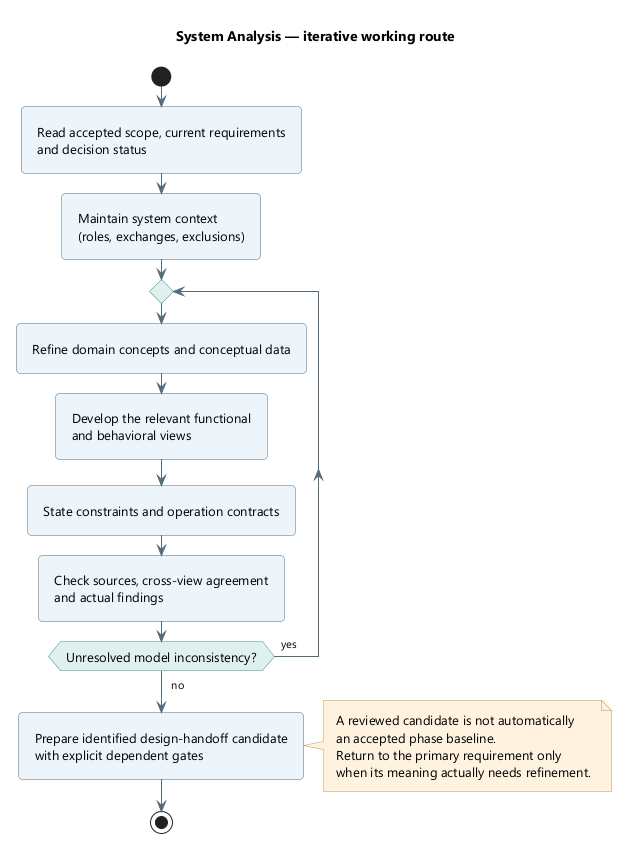 System Analysis — iterative working route
Read accepted scope, current requirements
and decision status
Maintain system context
(roles, exchanges, exclusions)
Refine domain concepts and conceptual data
Develop the relevant functional
and behavioral views
State constraints and operation contracts
Check sources, cross-view agreement
and actual findings
Unresolved model inconsistency?
yes
no
Prepare identified design-handoff candidate
with explicit dependent gates
A reviewed candidate is not automatically
an accepted phase baseline.
Return to the primary requirement only
when its meaning actually needs refinement.